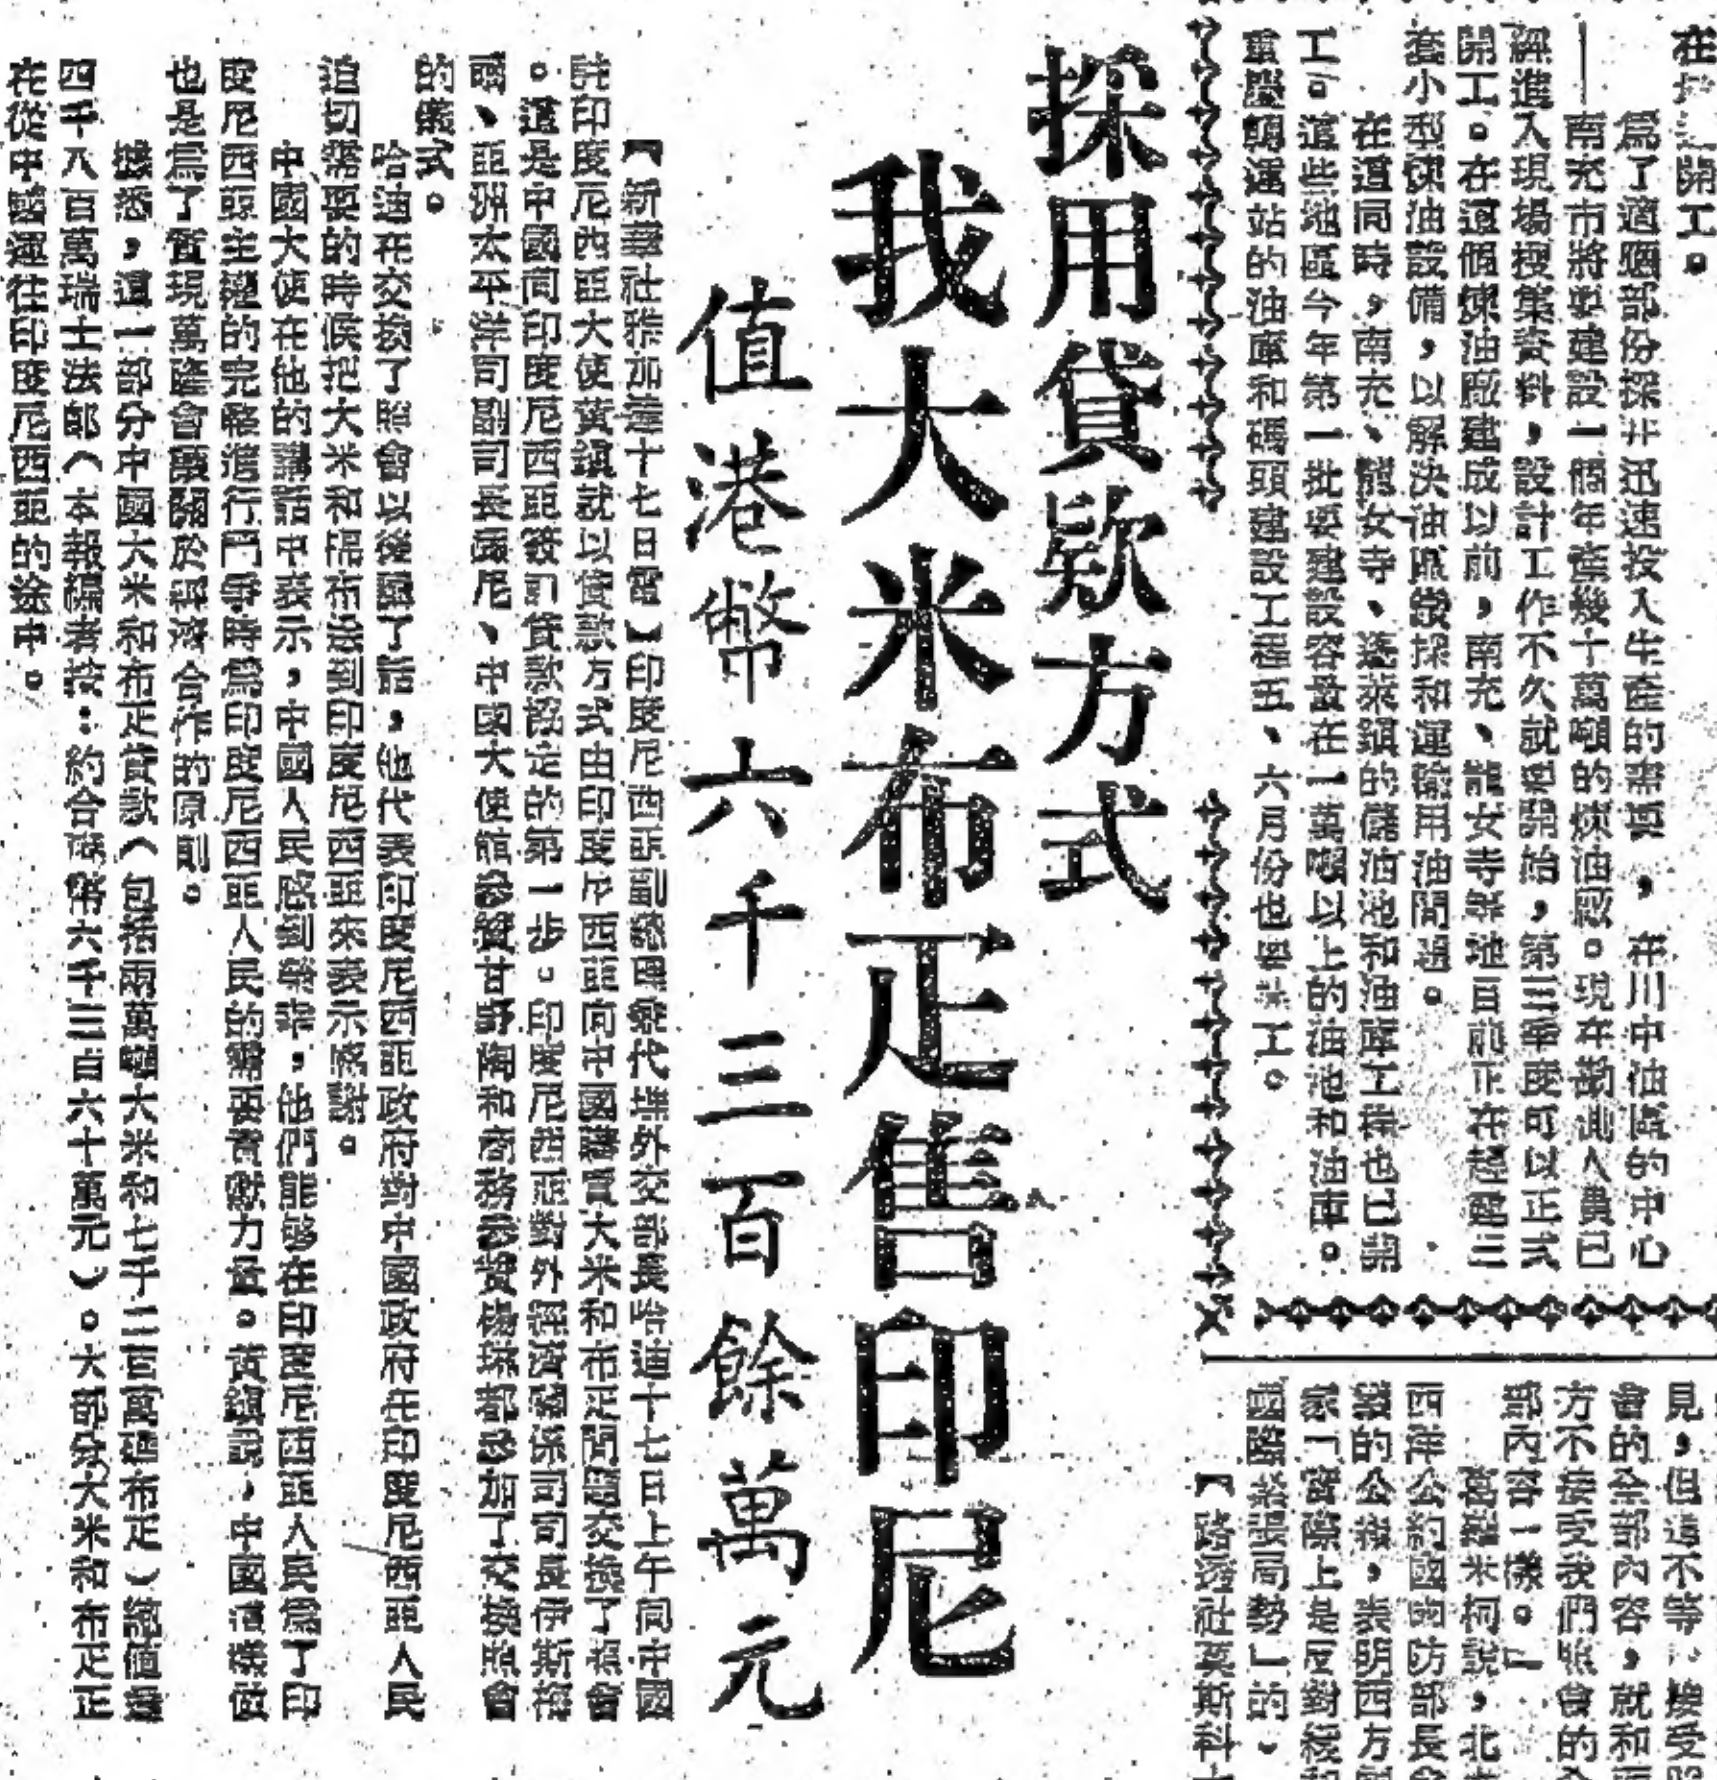 在
開工。
爲了適應部份探井迅速投入生產的需要，在川中油區的中心
——南充市將要建設一個年產幾十萬噸的煉油廠。現在勘測人員已
經進入現場搜集資料，設計工作不久就要開始，第三季度可以正式
開工。在這個煉油廠建成以前，南充、龍女寺等地目前正在趕建三
套小型煉油設備，以解決油區鑽探和運輸用油問題。
在這同時，南充、龍女寺、蓬萊鎮的儲油池和油庫工程也已開
工。這些地區今年第一批要建設容量在一萬噸以上的油池和油庫。
重慶朝運站的油庫和碼頭建設工程五、六月份也要 工。
採用貸欵方式
我大米布疋售印尼
值港幣六千三百餘萬元
【新華社雅加達十七日電】印度尼西亞副總理兼代理外交部長哈迪十七日上午同中國
駐印度尼西亞大使黃鎮就以貸款方式由印度尼西亞向中國購買大米和布疋問題交換了照會
。這是中國同印度尼西亞簽訂貸款協定的第一步。印度尼西亞對外經濟關係司司長伊斯
、亞洲太平洋司副司長 尼、中國大使館參贊甘野陶和商務參贊楊琳都參加了交換照會
的儀式。
哈迪在交換了照會以後講了話，他代表印度尼西亞政府對中國政府在印度尼西亞人民
迫切需要的時候把大米和棉布送到印度尼西亞來表示感謝。
中國大使在他的講話中表示，中國人民感到榮幸，他們能够在印度尼西亞人民爲了印
度尼西亞主權的完整進行鬥爭時爲印度尼西亞人民的需要貢獻力量。黃鎮說，中國這樣做
也是爲了實現萬隆會議關於經濟合作的原則。
據悉，這一部分中國大米和布疋貸款（包括兩萬噸大米和七千二百萬碼布疋（總值達
四千八百萬瑞士法郎（本報編者按：約合港幣六千三百六十萬元）。大部分大米和布疋正
在從中國運往印度尼西亞的途中。
見，但這不等 接受
會的全部內容，就和
方不接受我們照會的
部內容一樣。」
葛羅米柯說，北
西洋公約國的防部長
的公報，表明西方
家「實際上是反對緩
國際緊張局勢」的。
【路透社莫斯科